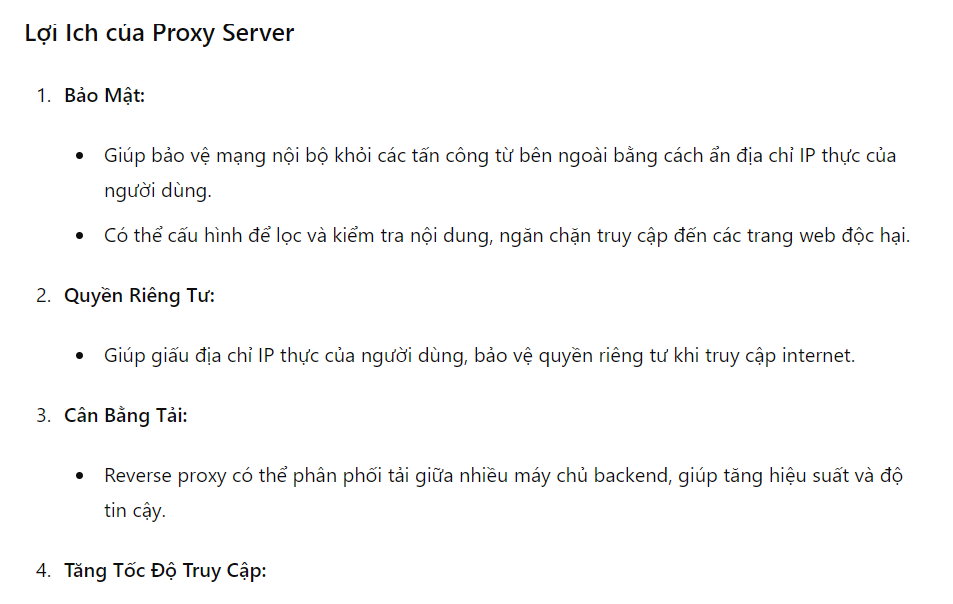 Lợi Ích của Proxy Server
1. Bảo Mật:
• Giúp bảo vệ mạng nội bộ khỏi các tấn công từ bên ngoài bằng cách ẩn địa chỉ IP thực của
người dùng.
• Có thể cấu hình để lọc và kiểm tra nội dung, ngăn chặn truy cập đến các trang web độc hại.
2. Quyền Riêng Tư:
• Giúp giấu địa chỉ IP thực của người dùng, bảo vệ quyền riêng tư khi truy cập internet.
3. Cân Bằng Tải:
• Reverse proxy có thể phân phối tải giữa nhiều máy chủ backend, giúp tăng hiệu suất và độ
tin cậy.
4. Tăng Tốc Độ Truy Cập: